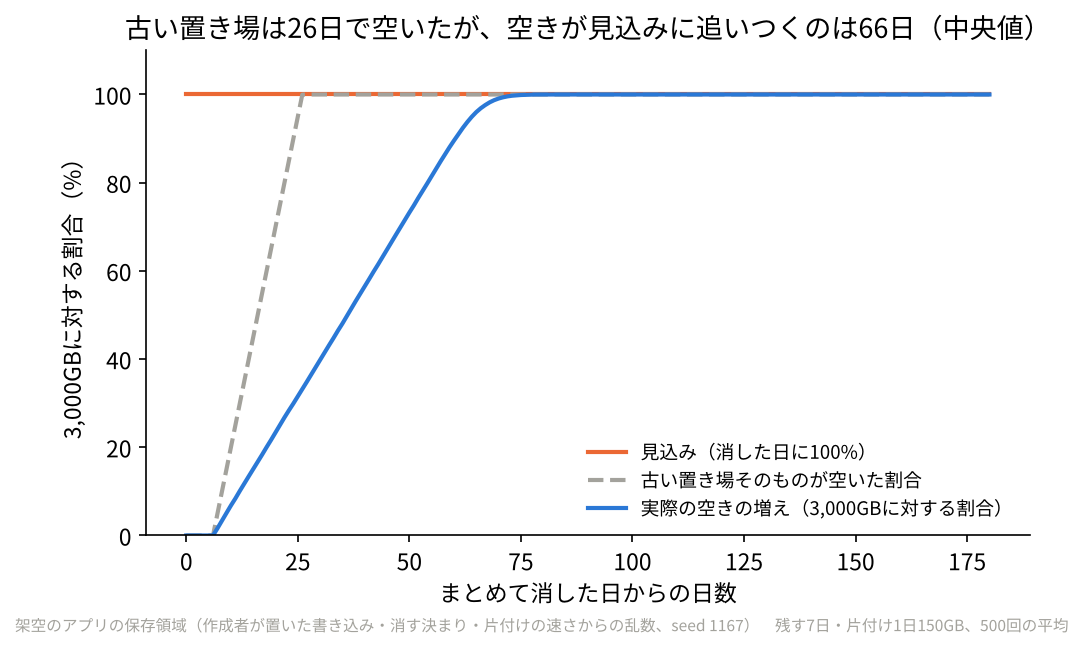 古い置き場は26日で空いたが、空きが見込みに追いつくのは66日（中央値）
3,000GBに対する割合（%）
100
80
60
40
20
0
見込み（消した日に100%）
古い置き場そのものが空いた割合
実際の空きの増え（3,000GBに対する割合）
0 25 50 75 100 125 150 175
まとめて消した日からの日数
架空のアプリの保存領域（作成者が置いた書き込み・消す決まり・片付けの速さからの乱数、seed 1167） 残す7日・片付け1日150GB、500回の平均